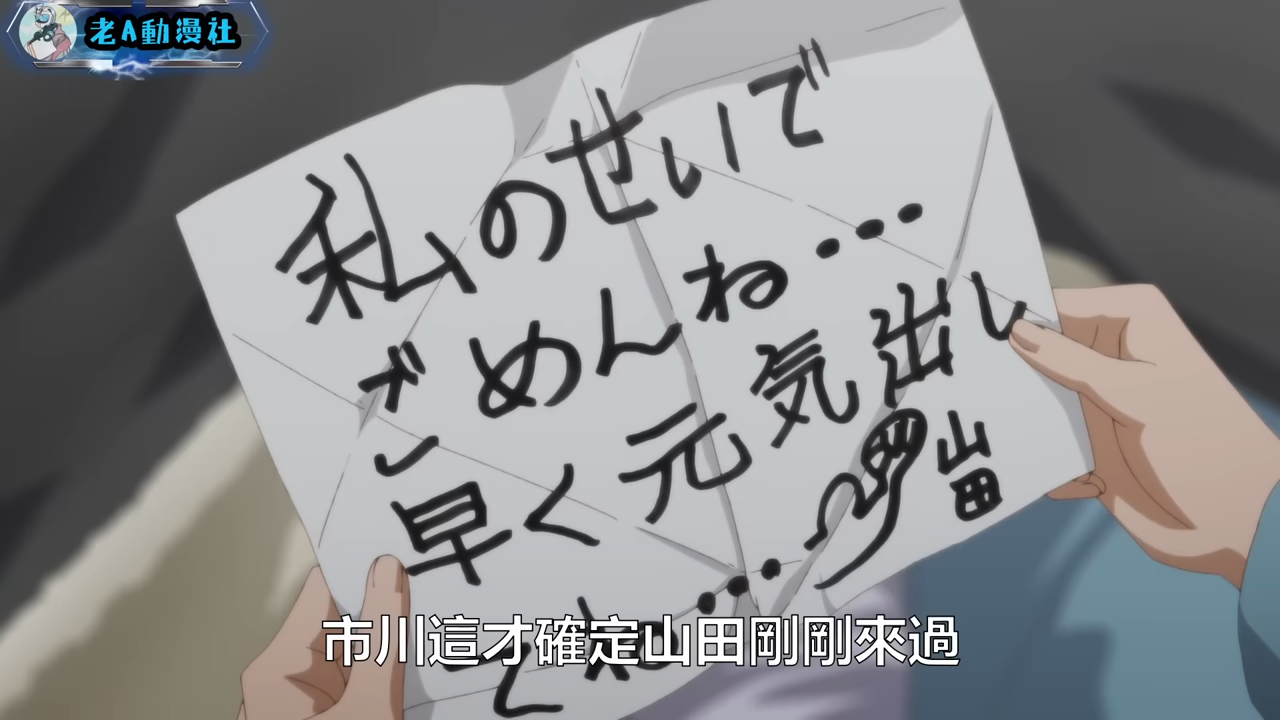 老A動漫社
私のせいで
ごめんね…
早く元気出し
てね…
山田
市川這才確定山田剛剛來過